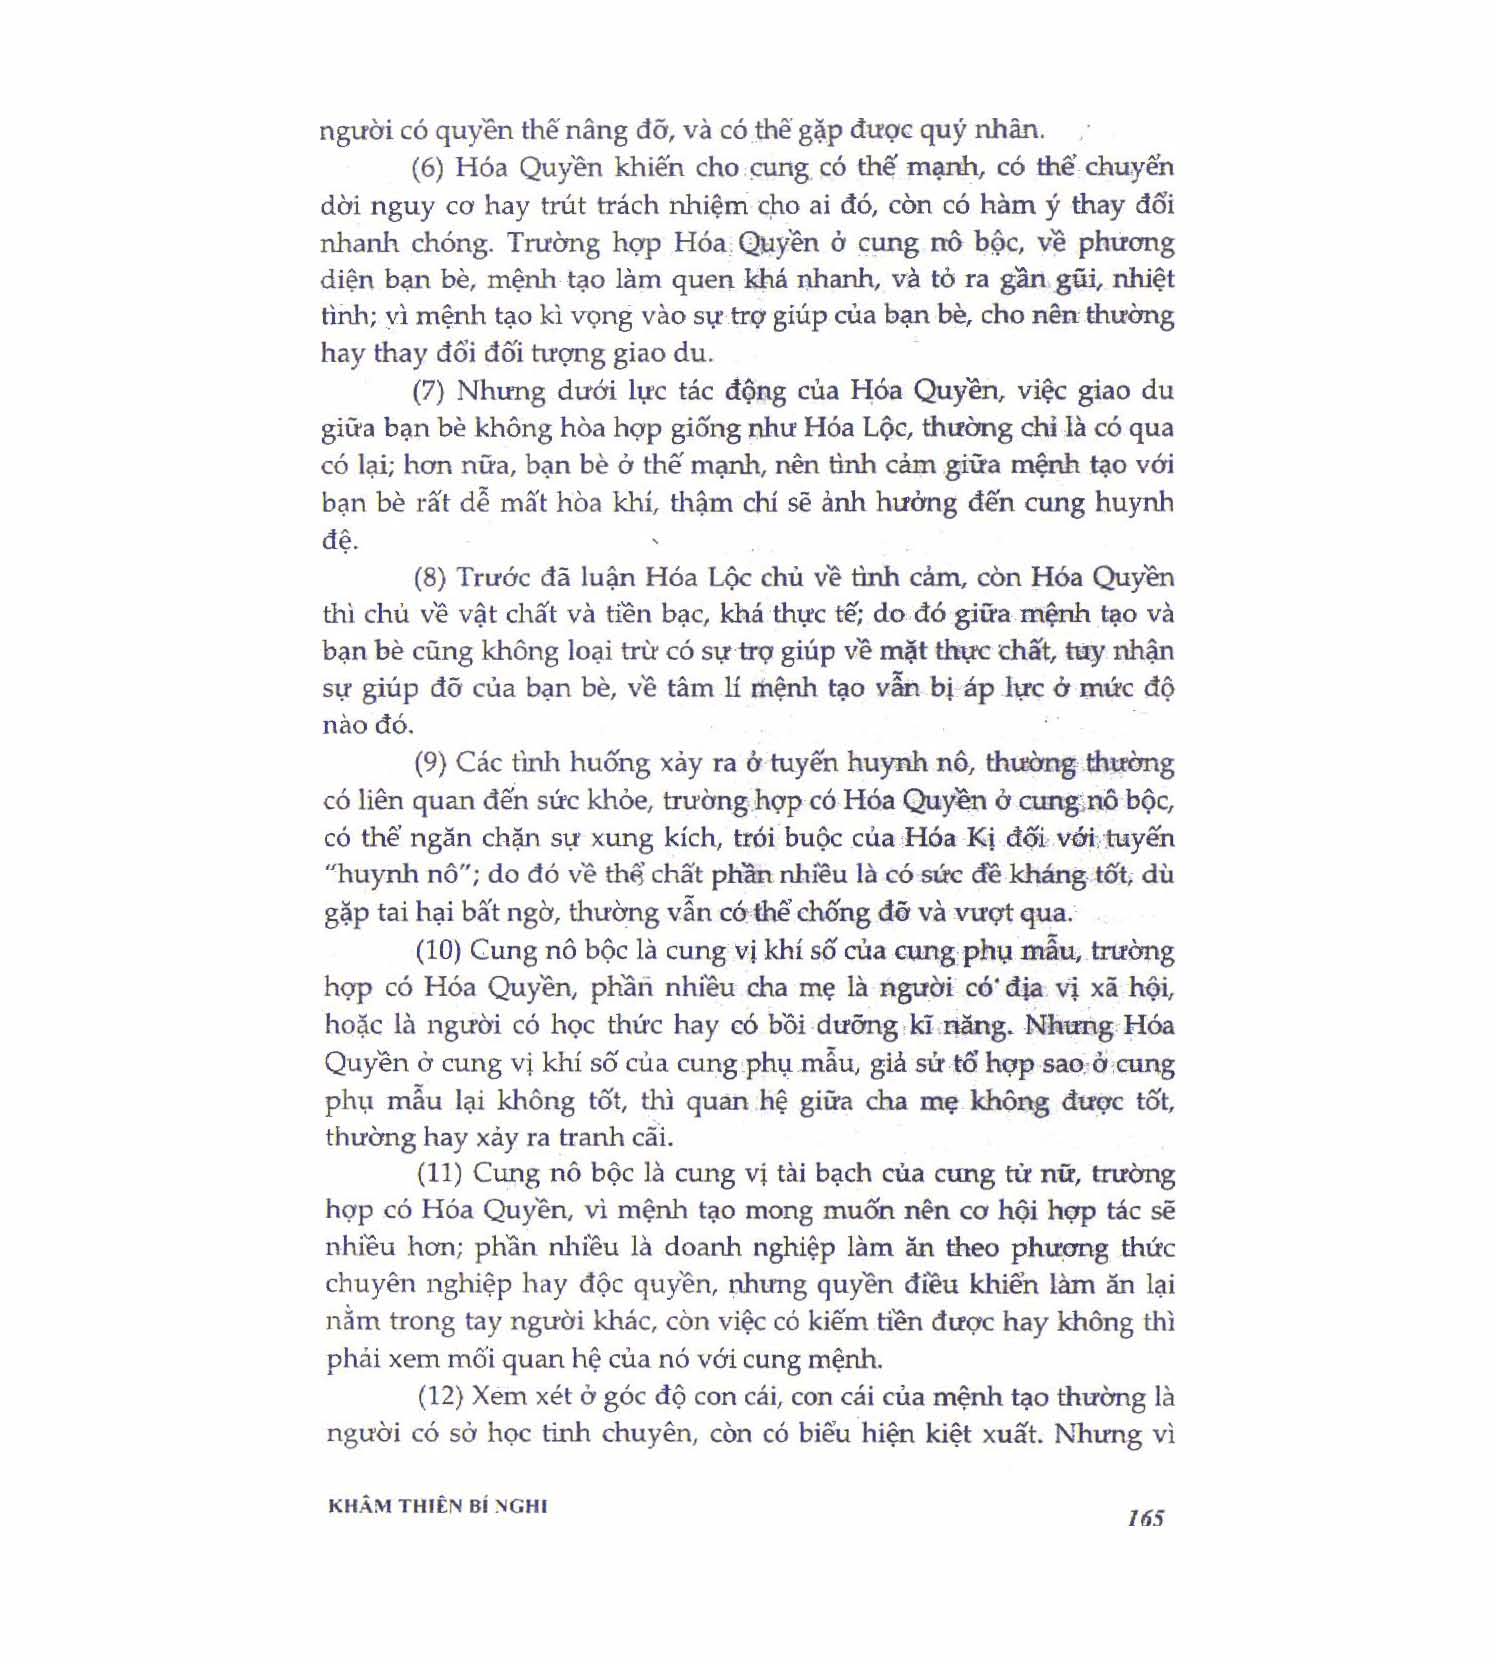 người có quyền thế nâng đỡ, và có thể gặp được quý nhân.
(6) Hóa Quyền khiến cho cung có thế mạnh, có thể chuyển
dời nguy cơ hay trút trách nhiệm cho ai đó, còn có hàm ý thay đổi
nhanh chóng. Trường hợp Hóa Quyền ở cung nô bộc, về phương
diện bạn bè, mệnh tạo làm quen khá nhanh, và tỏ ra gần gũi, nhiệt
tình; vì mệnh tạo kì vọng vào sự trợ giúp của bạn bè, cho nên thường
hay thay đổi đối tượng giao du.
(7) Nhưng dưới lực tác động của Hóa Quyền, việc giao du
giữa bạn bè không hòa hợp giống như Hóa Lộc, thường chỉ là có qua
có lại; hơn nữa, bạn bè ở thế mạnh, nên tình cảm giữa mệnh tạo với
bạn bè rất dễ mất hòa khí, thậm chí sẽ ảnh hưởng đến cung huynh
đệ.
(8) Trước đã luận Hóa Lộc chủ về tình cảm, còn Hóa Quyền
thì chủ về vật chất và tiền bạc, khá thực tế; do đó giữa mệnh tạo và
bạn bè cũng không loại trừ có sự trợ giúp về mặt thực chất, tuy nhận
sự giúp đỡ của bạn bè, về tâm lí mệnh tạo vẫn bị áp lực ở mức độ
nào đó.
(9) Các tình huống xảy ra ở tuyến huynh nô, thường thường
có liên quan đến sức khỏe, trường hợp có Hóa Quyền ở cung nô bộc,
có thể ngăn chặn sự xung kích, trói buộc của Hóa Kị đối với tuyến
"huynh nô"; do đó về thể chất phần nhiều là có sức đề kháng tốt, dù
gặp tai hại bất ngờ, thường vẫn có thể chống đỡ và vượt qua.
(10) Cung nô bộc là cung vị khí số của cung phụ mẫu, trường
hợp có Hóa Quyền, phần nhiều cha mẹ là người có địa vị xã hội,
hoặc là người có học thức hay có bồi dưỡng kĩ năng. Nhưng Hóa
Quyền ở cung vị khí số của cung phụ mẫu, giả sử tổ hợp sao ở cung
phụ mẫu lại không tốt, thì quan hệ giữa cha mẹ không được tốt,
thường hay xảy ra tranh cãi.
(11) Cung nô bộc là cung vị tài bạch của cung tử nữ, trường
hợp có Hóa Quyền, vì mệnh tạo mong muốn nên cơ hội hợp tác sẽ
nhiều hơn; phần nhiều là doanh nghiệp làm ăn theo phương thức
chuyên nghiệp hay độc quyền, nhưng quyền điều khiển làm ăn lại
nằm trong tay người khác, còn việc có kiếm tiền được hay không thì
phải xem mối quan hệ của nó với cung mệnh.
(12) Xem xét ở góc độ con cái, con cái của mệnh tạo thường là
người có sở học tinh chuyên, còn có biểu hiện kiệt xuất. Nhưng vì
KHÂM THIÊN BÍ NGHI
165